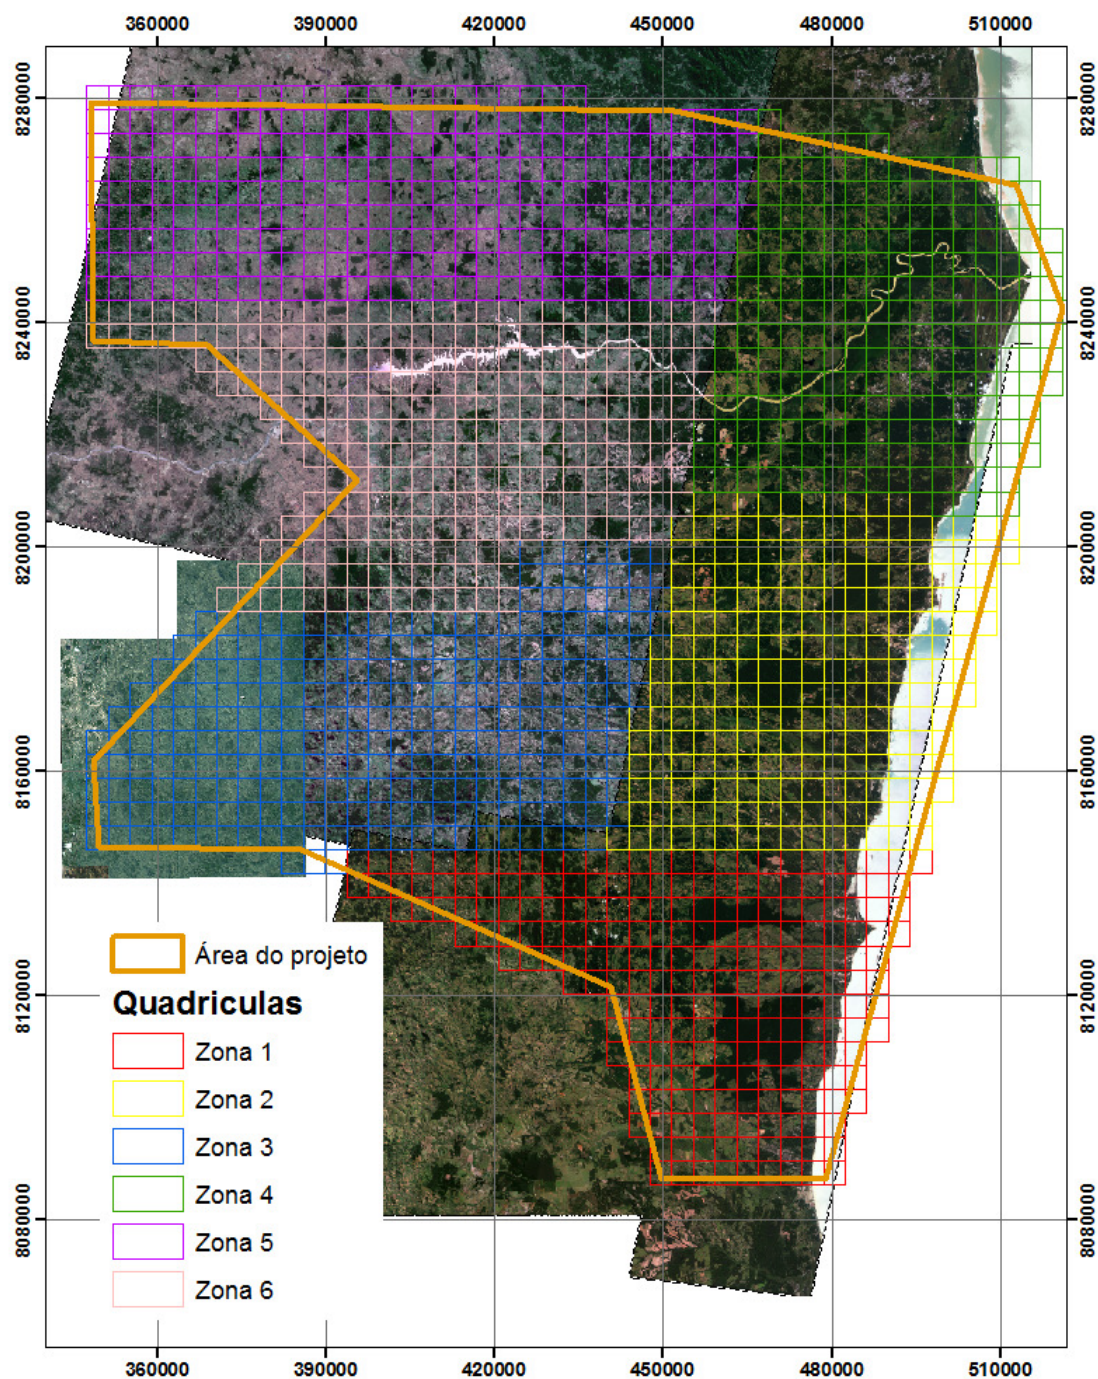 360000 390000 420000 450000 480000 510000
8280000 8280000
8240000 8240000
8200000 8200000
8160000 8160000
8120000 8120000
8080000 8080000
Área do projeto
Quadriculas
Zona 1
Zona 2
Zona 3
Zona 4
Zona 5
Zona 6
360000 390000 420000 450000 480000 510000